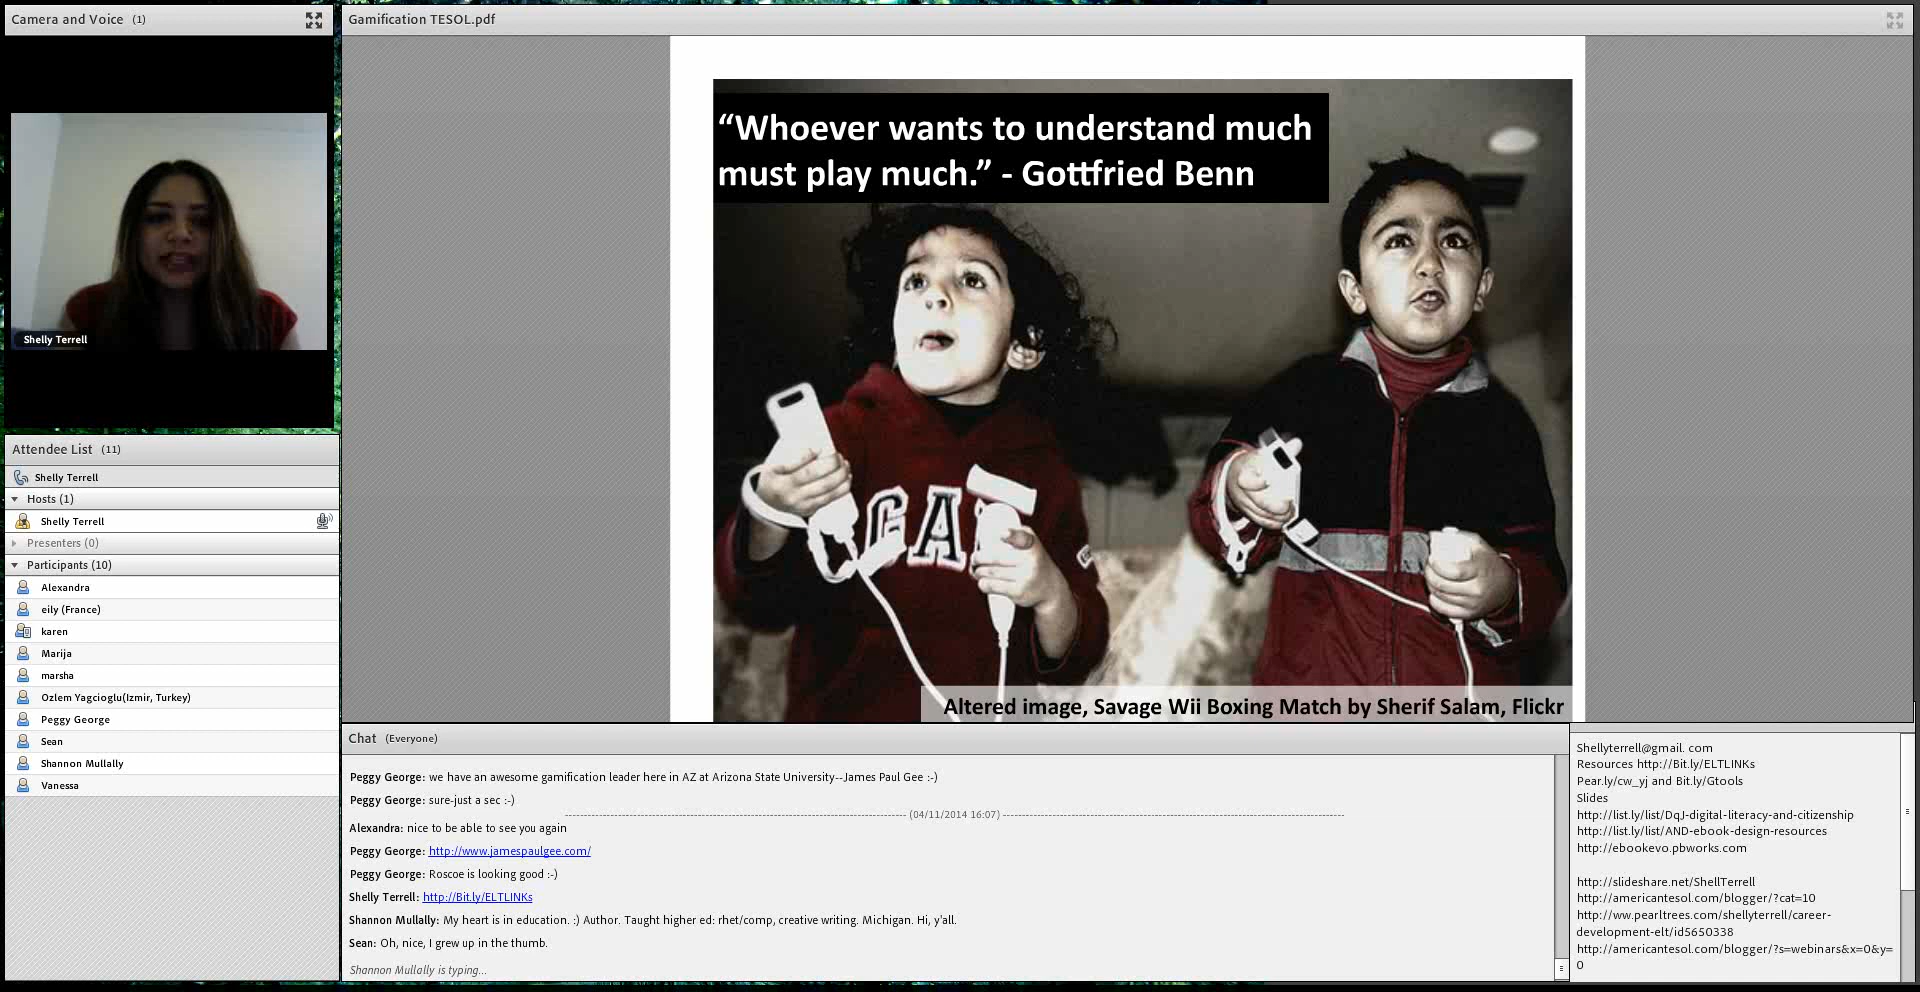 Camera and Voice (1)
Shelly Terrell
Attendee List (11)
Shelly Terrell
Hosts (1)
Shelly Terrell
Presenters (0)
Participants (10)
Alexandra
eily (France)
karen
Marija
marsha
Ozlem Yagcioglu(Izmir, Turkey)
Peggy George
Sean
Shannon Mullally
Vanessa
Gamification TESOL.pdf
“Whoever wants to understand much
must play much.” - Gottfried Benn
GA
Altered image, Savage Wii Boxing Match by Sherif Salam, Flickr
Chat (Everyone)
Peggy George: we have an awesome gamification leader here in AZ at Arizona State University--James Paul Gee :-)
Peggy George: sure-just a sec :-)
(04/11/2014 16:07)
Alexandra: nice to be able to see you again
Peggy George: http://www.jamespaulgee.com/
Peggy George: Roscoe is looking good :-)
Shelly Terrell: http://Bit.ly/ELTLINKs
Shannon Mullally: My heart is in education. :) Author. Taught higher ed: rhet/comp, creative writing. Michigan. Hi, y'all.
Sean: Oh, nice, I grew up in the thumb.
Shannon Mullally is typing...
Shellyterrell@gmail. com
Resources http://Bit.ly/ELTLINKs
Pear.ly/cw_yj and Bit.ly/Gtools
Slides
http://list.ly/list/DqJ-digital-literacy-and-citizenship
http://list.ly/list/AND-ebook-design-resources
http://ebookevo.pbworks.com
http://slideshare.net/ShellTerrell
http://americantesol.com/blogger/?cat=10
http://ww.pearltrees.com/shellyterrell/career-
development-elt/id5650338
http://americantesol.com/blogger/?s=webinars&x=0&y=
0